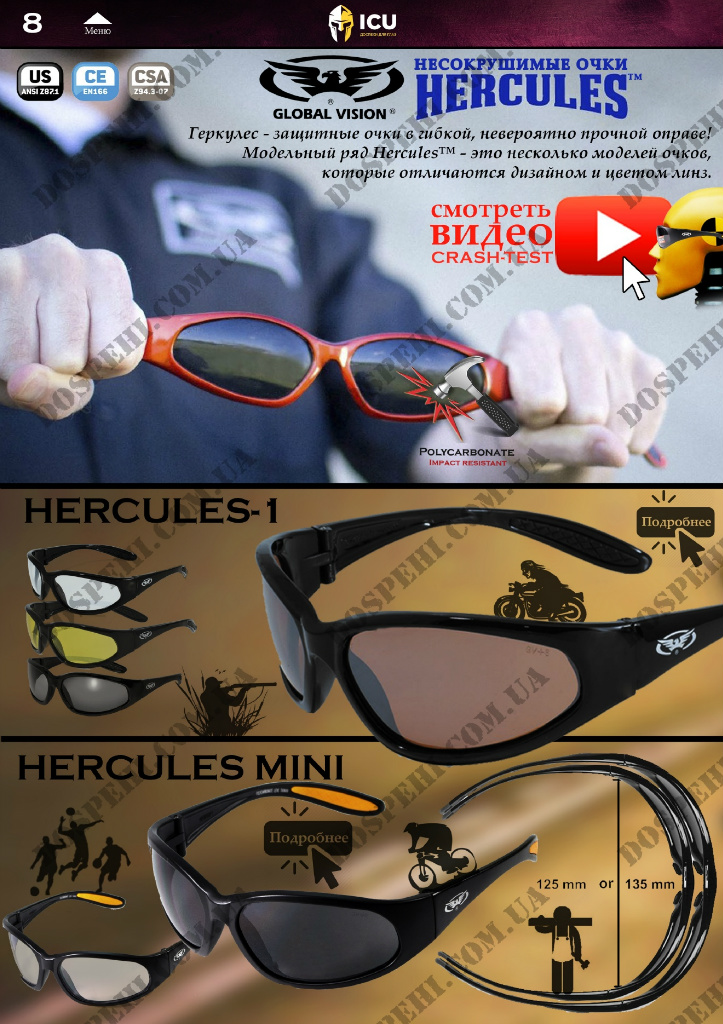 8
Меню
ICU
ДОСПЕХИ ДЛЯ ГЛАЗ
US
ANSI Z87.1
CE
EN166
CSA
Z94.3-07
GLOBAL VISION®
НЕСОКРУШИМЫЕ ОЧКИ
HERCULES™
Геркулес - защитные очки в гибкой, невероятно прочной оправе!
Модельный ряд Hercules™ - это несколько моделей очков,
которые отличаются дизайном и цветом линз.
СМОТРЕТЬ
ВИДЕО
CRASH-TEST
POLYCARBONATE
IMPACT RESISTANT
HERCULES-1
Подробнее
HERCULES MINI
Подробнее
125 mm or 135 mm
DOSPEHI.COM.UA